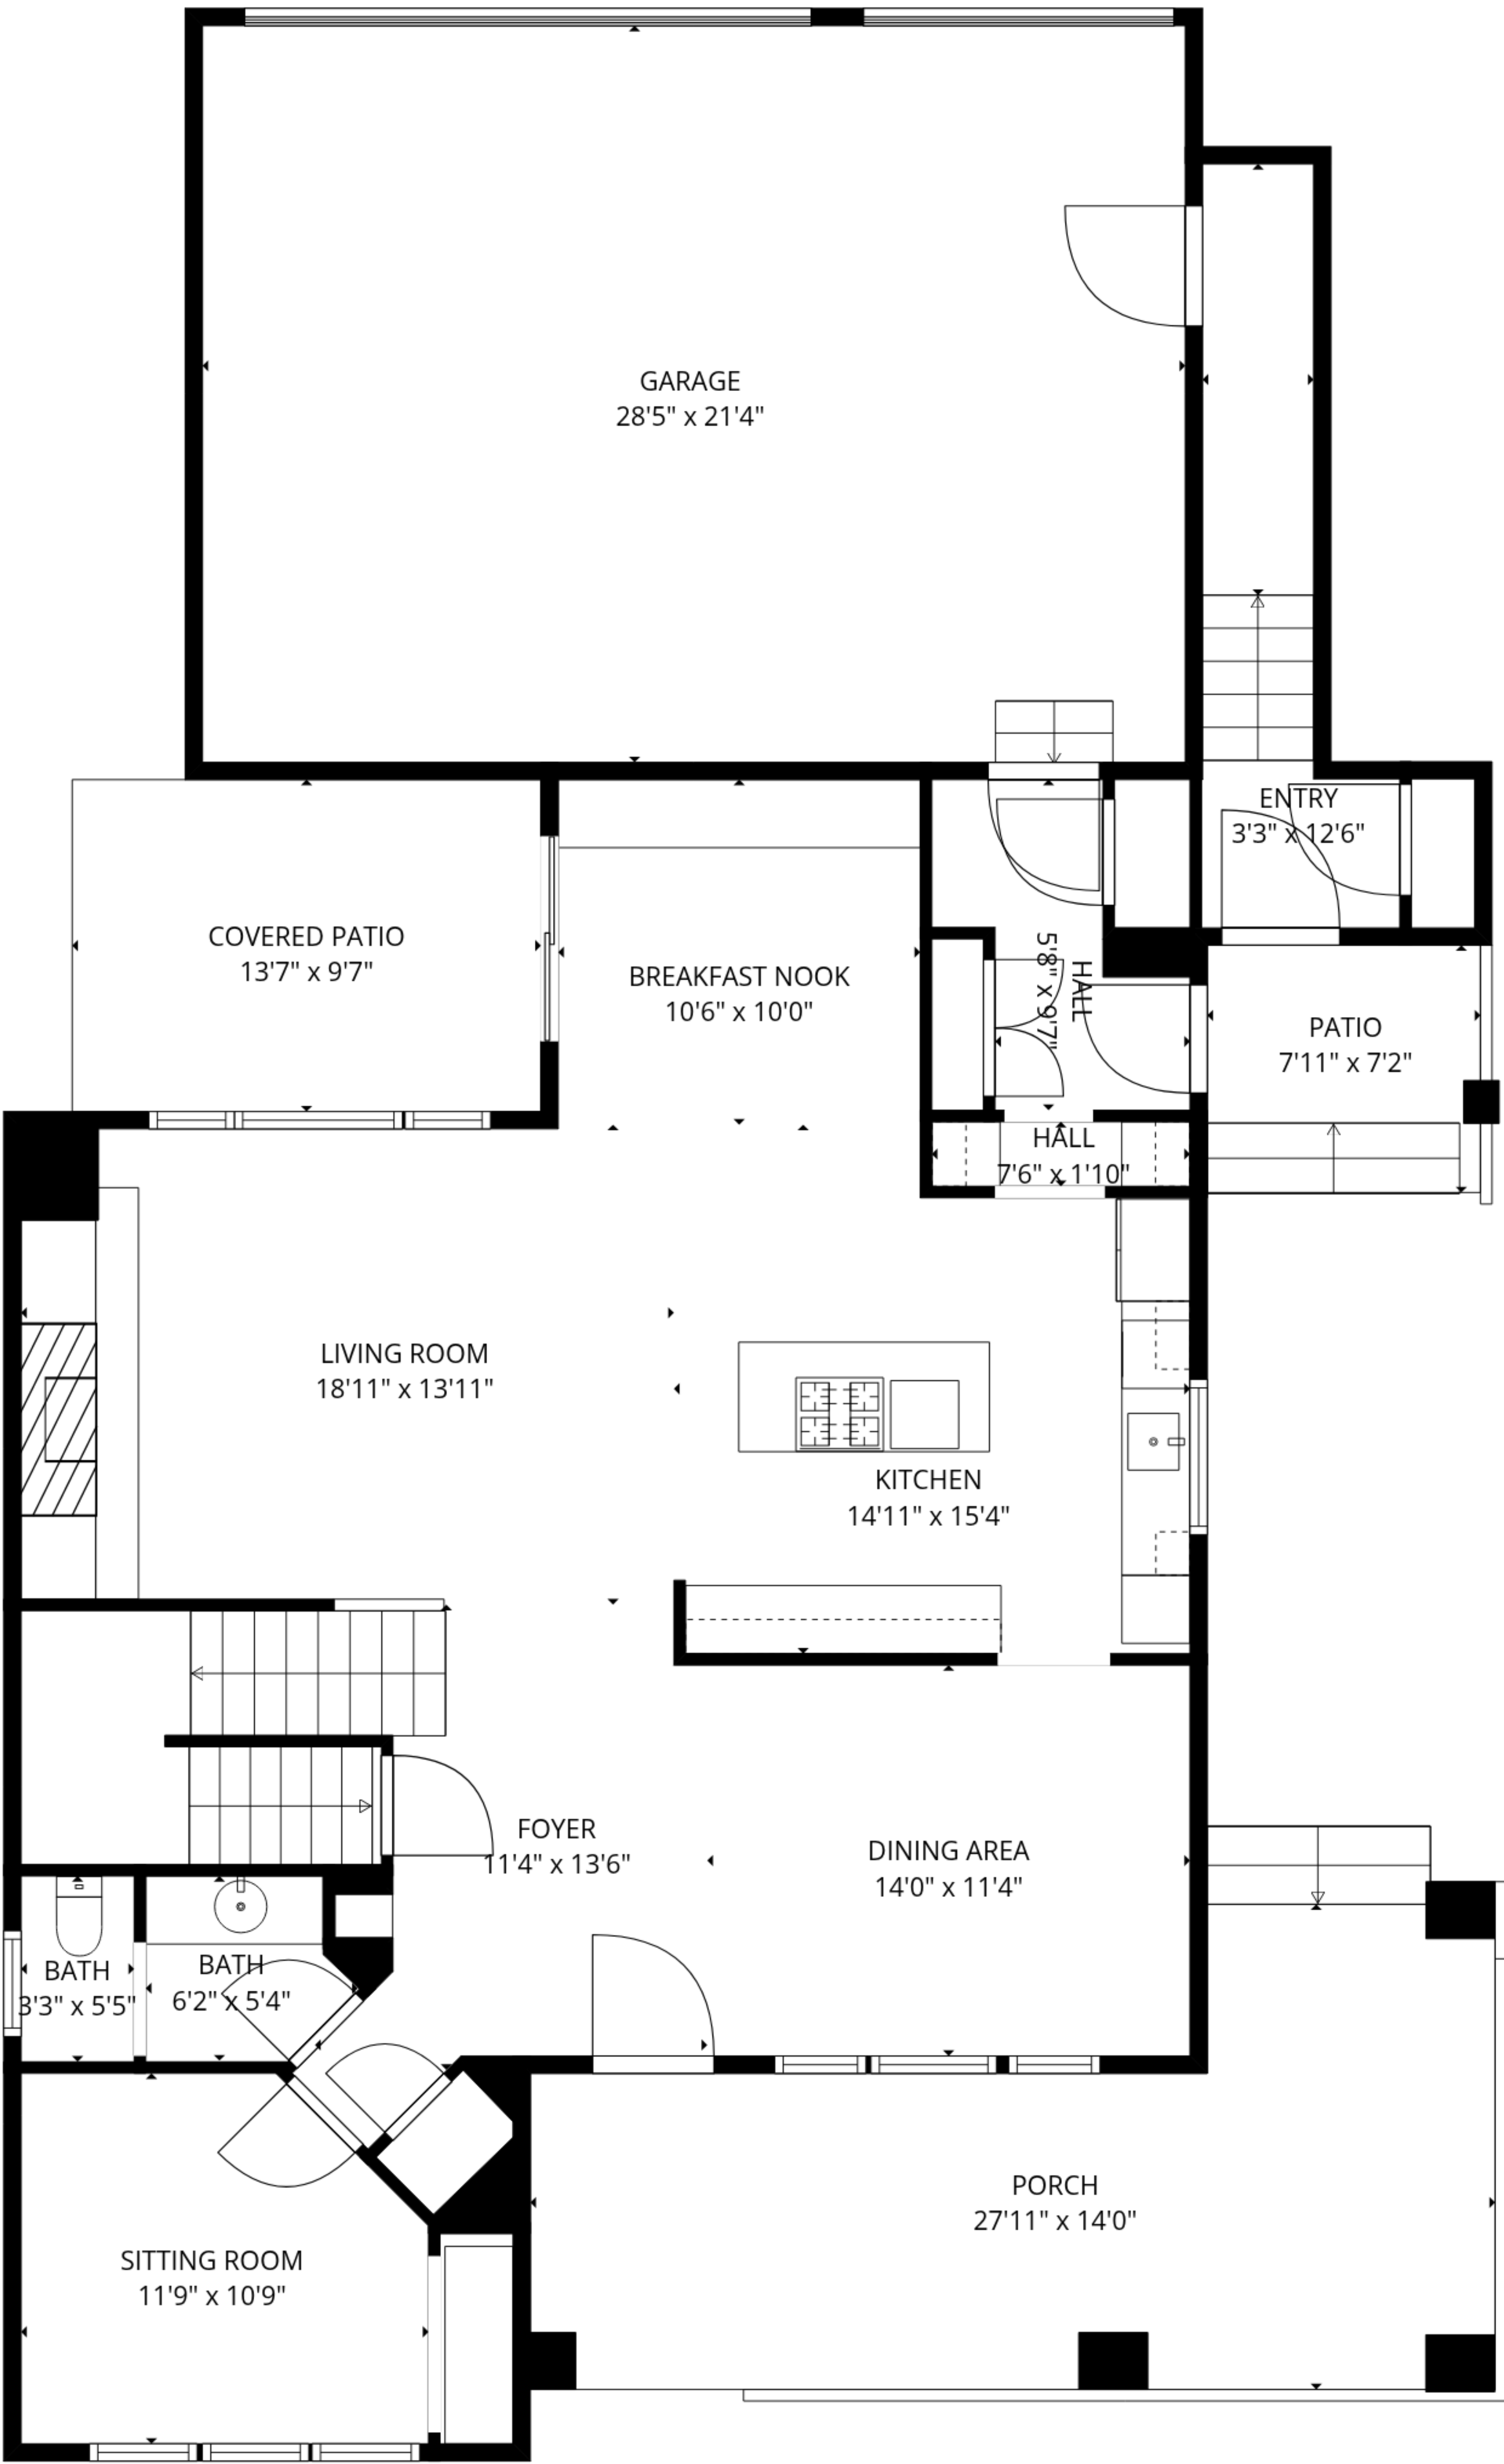 GARAGE
28'5" x 21'4"
ENTRY
3'3" x 12'6"
COVERED PATIO
13'7" x 9'7"
BREAKFAST NOOK
10'6" x 10'0"
HALL
5'8" x 9'7"
PATIO
7'11" x 7'2"
HALL
7'6" x 1'10"
LIVING ROOM
18'11" x 13'11"
KITCHEN
14'11" x 15'4"
FOYER
11'4" x 13'6"
DINING AREA
14'0" x 11'4"
BATH
3'3" x 5'5"
BATH
6'2" x 5'4"
PORCH
27'11" x 14'0"
SITTING ROOM
11'9" x 10'9"